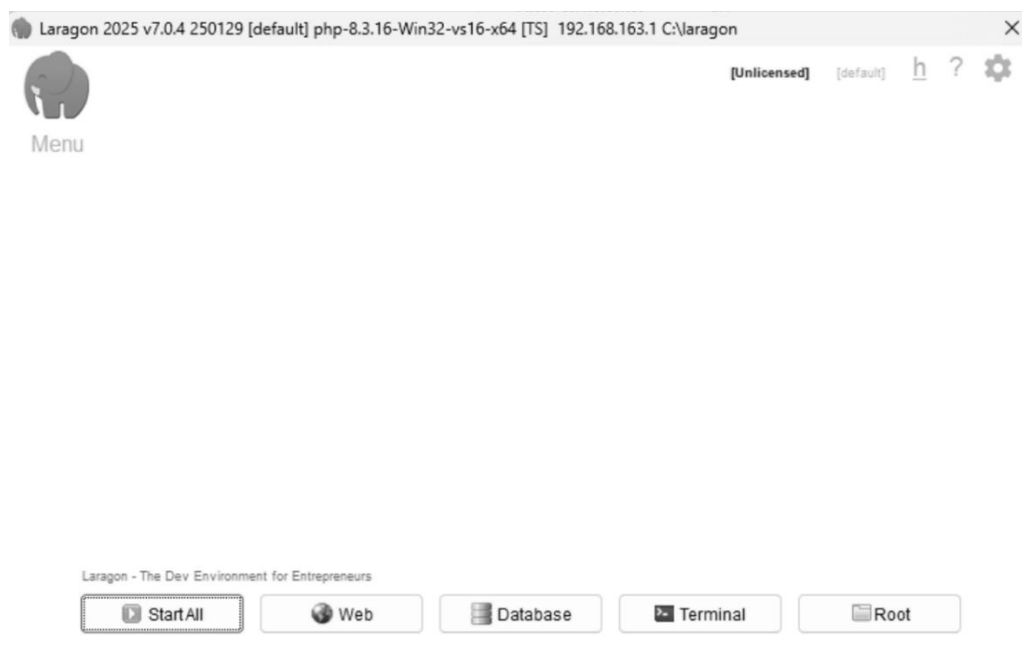 Laragon 2025 v7.0.4 250129 [default] php-8.3.16-Win32-vs16-x64 [TS] 192.168.163.1 C:\laragon
[Unlicensed] [default] h ?
Menu
Laragon - The Dev Environment for Entrepreneurs
Start All Web Database Terminal Root